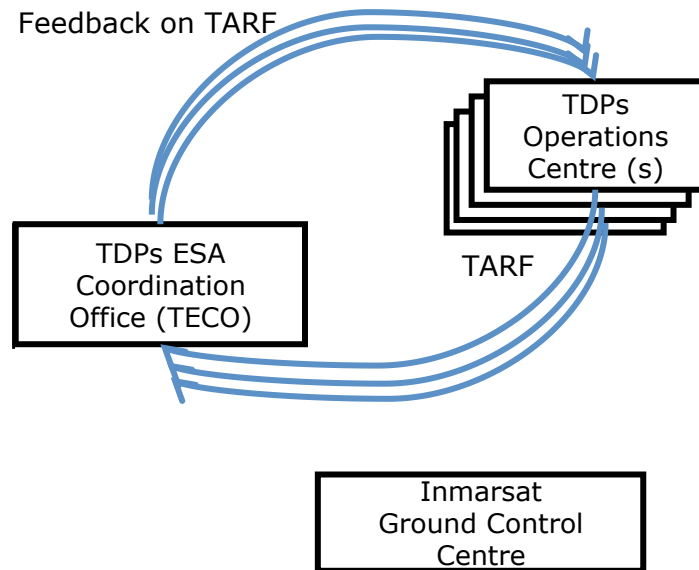 Feedback on TARF
TDPs
Operations
Centre (s)
TDPs ESA
Coordination
Office (TECO)
TARF
Inmarsat
Ground Control
Centre